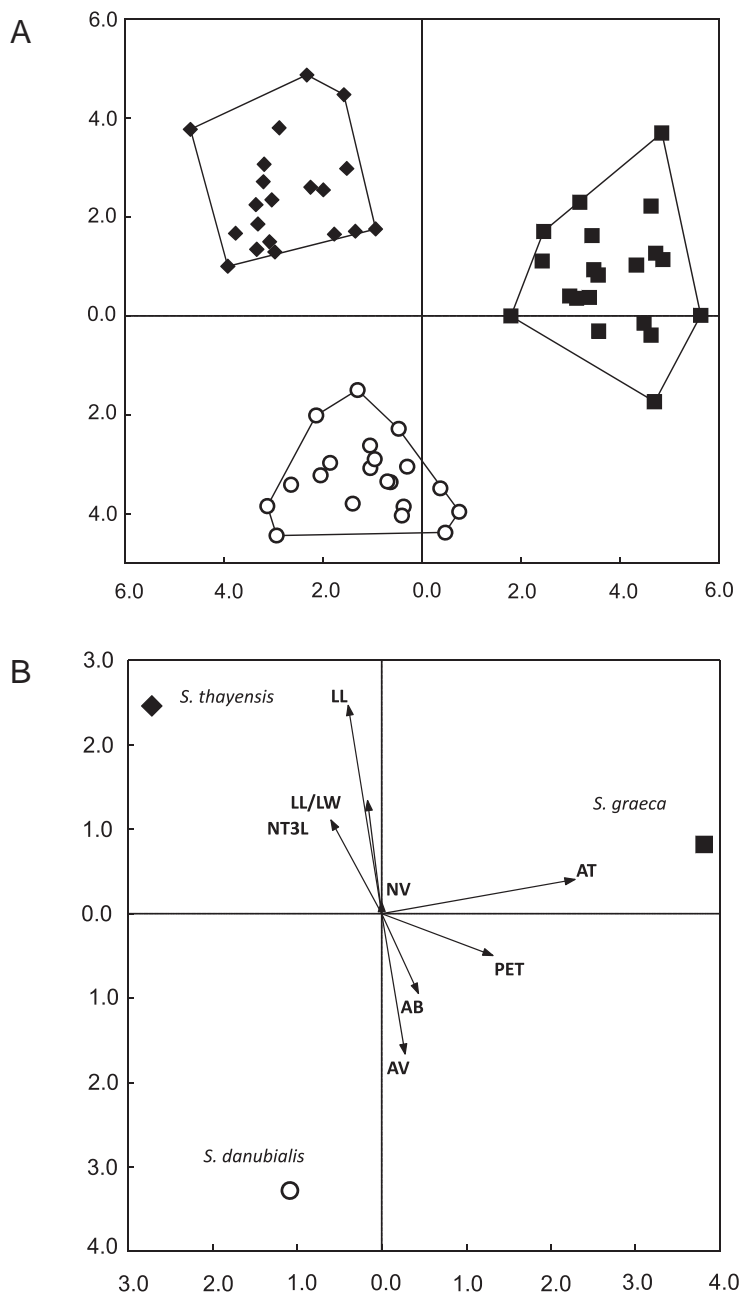 A
6.0
4.0
2.0
0.0
2.0
4.0
6.0 4.0 2.0 0.0 2.0 4.0 6.0
B
3.0
S. thayensis
LL
2.0
LL/LW
S. graeca
1.0
NT3L
AT
NV
0.0
PET
1.0
AB
AV
2.0
S. danubialis
3.0
4.0
3.0 2.0 1.0 0.0 1.0 2.0 3.0 4.0